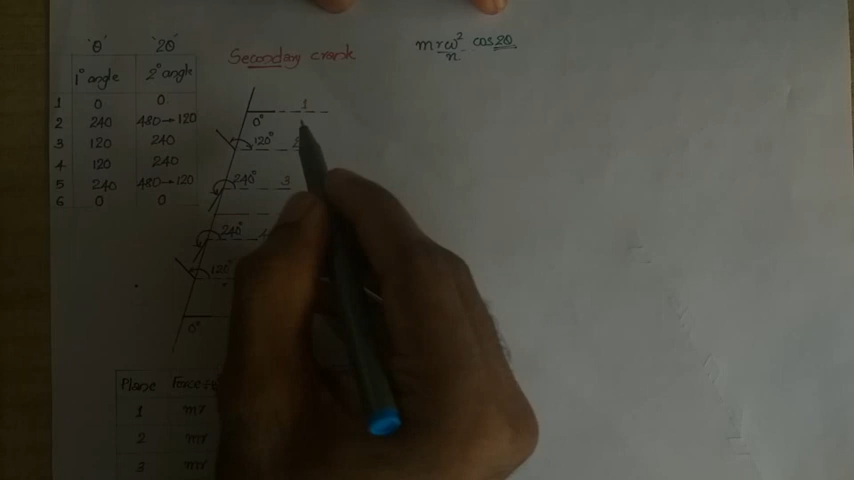 'θ' '2θ'
1° angle 2° angle
1 0 0
2 240 480→120
3 120 240
4 120 240
5 240 480→120
6 0 0
Secondary crank
mrω² cos2θ
n
1
0°
120° 2
240° 3
240° 4
120°
0°
Plane
1 mr
2 mr
3 mr